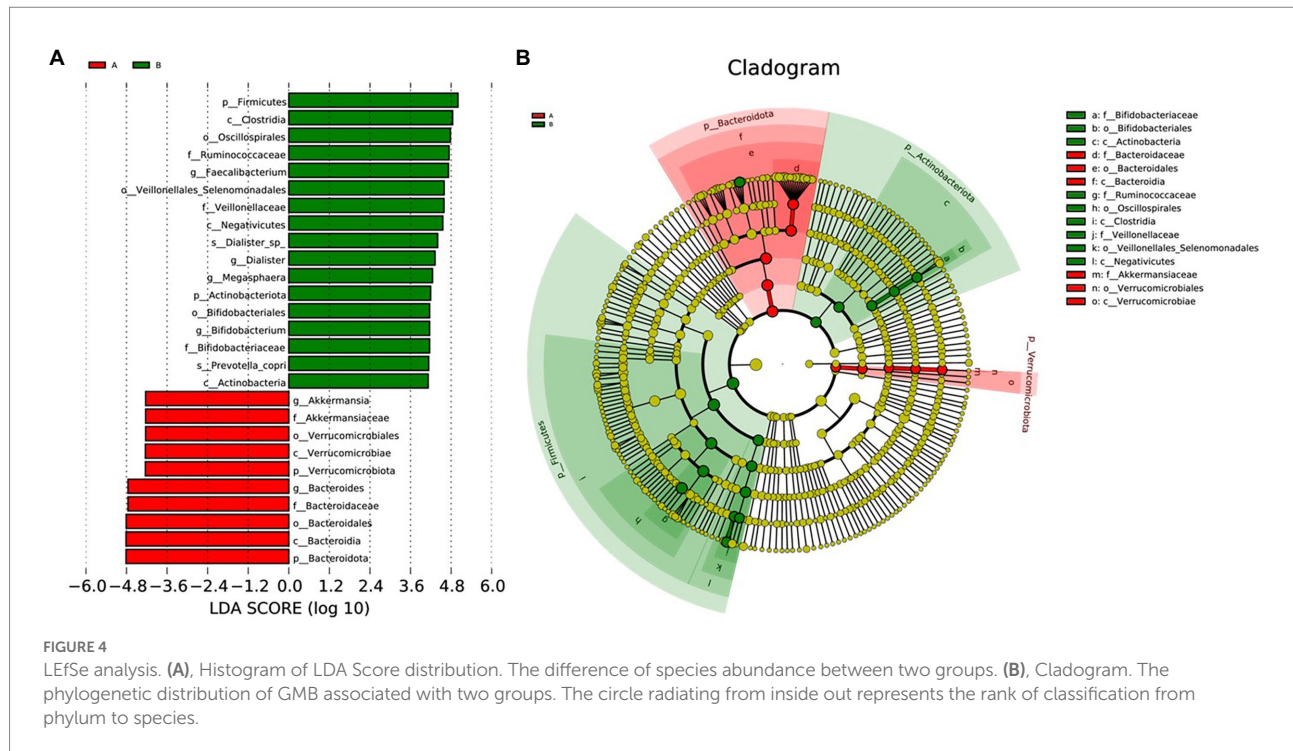 A
A B
p__Firmicutes
c__Clostridia
o__Oscillospirales
f__Ruminococcaceae
g__Faecalibacterium
o__Veillonellales_Selenomonadales
f__Veillonellaceae
c__Negativicutes
s__Dialister_sp_
g__Dialister
g__Megasphaera
p__Actinobacteriota
o__Bifidobacteriales
g__Bifidobacterium
f__Bifidobacteriaceae
s__Prevotella_copri
c__Actinobacteria
g__Akkermansia
f__Akkermansiaceae
o__Verrucomicrobiales
c__Verrucomicrobiae
p__Verrucomicrobiota
g__Bacteroides
f__Bacteroidaceae
o__Bacteroidales
c__Bacteroidia
p__Bacteroidota
−6.0 −4.8 −3.6 −2.4 −1.2 0.0 1.2 2.4 3.6 4.8 6.0
LDA SCORE (log 10)
B
Cladogram
A
B
p__Bacteroidota
f
e
d
p__Actinobacteriota
c
b
a
p__Verrucomicrobiota
m
n
o
p__Firmicutes
i
h
g
j
k
l
a: f__Bifidobacteriaceae
b: o__Bifidobacteriales
c: c__Actinobacteria
d: f__Bacteroidaceae
e: o__Bacteroidales
f: c__Bacteroidia
g: f__Ruminococcaceae
h: o__Oscillospirales
i: c__Clostridia
j: f__Veillonellaceae
k: o__Veillonellales_Selenomonadales
l: c__Negativicutes
m: f__Akkermansiaceae
n: o__Verrucomicrobiales
o: c__Verrucomicrobiae
FIGURE 4
LEfSe analysis. (A), Histogram of LDA Score distribution. The difference of species abundance between two groups. (B), Cladogram. The
phylogenetic distribution of GMB associated with two groups. The circle radiating from inside out represents the rank of classification from
phylum to species.